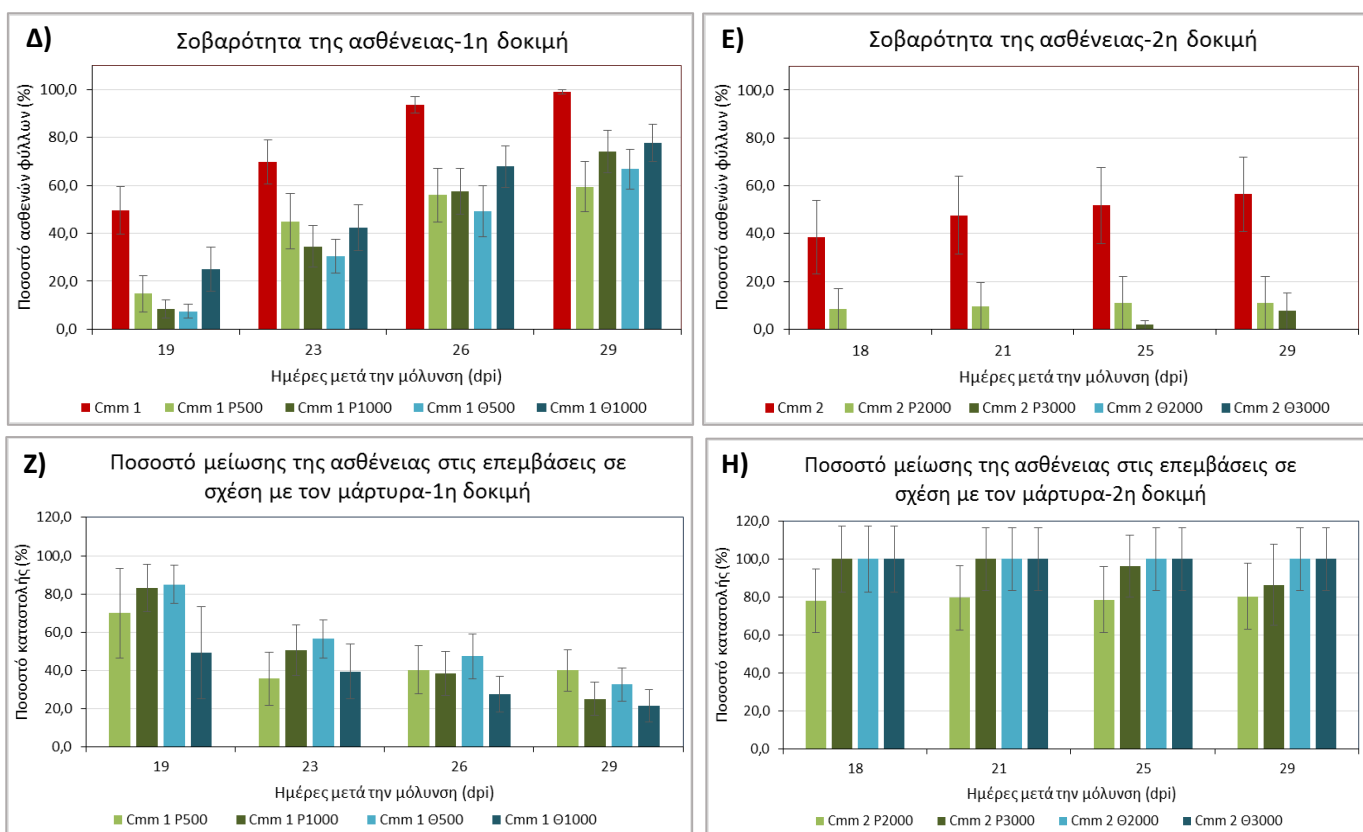 Δ)
Σοβαρότητα της ασθένειας-1η δοκιμή
Ποσοστό ασθενών φύλλων (%)
100,0
80,0
60,0
40,0
20,0
0,0
19 23 26 29
Ημέρες μετά την μόλυνση (dpi)
Cmm 1 Cmm 1 P500 Cmm 1 P1000 Cmm 1 Θ500 Cmm 1 Θ1000
Ε)
Σοβαρότητα της ασθένειας-2η δοκιμή
Ποσοστό ασθενών φύλλων (%)
100,0
80,0
60,0
40,0
20,0
0,0
18 21 25 29
Ημέρες μετά την μόλυνση (dpi)
Cmm 2 Cmm 2 P2000 Cmm 2 P3000 Cmm 2 Θ2000 Cmm 2 Θ3000
Ζ)
Ποσοστό μείωσης της ασθένειας στις επεμβάσεις σε
σχέση με τον μάρτυρα-1η δοκιμή
Ποσοστό καταστολής (%)
120,0
100,0
80,0
60,0
40,0
20,0
0,0
19 23 26 29
Ημέρες μετά την μόλυνση (dpi)
Cmm 1 P500 Cmm 1 P1000 Cmm 1 Θ500 Cmm 1 Θ1000
Η)
Ποσοστό μείωσης της ασθένειας στις επεμβάσεις σε
σχέση με τον μάρτυρα-2η δοκιμή
Ποσοστό καταστολής (%)
120,0
100,0
80,0
60,0
40,0
20,0
0,0
18 21 25 29
Ημέρες μετά την μόλυνση (dpi)
Cmm 2 P2000 Cmm 2 P3000 Cmm 2 Θ2000 Cmm 2 Θ3000